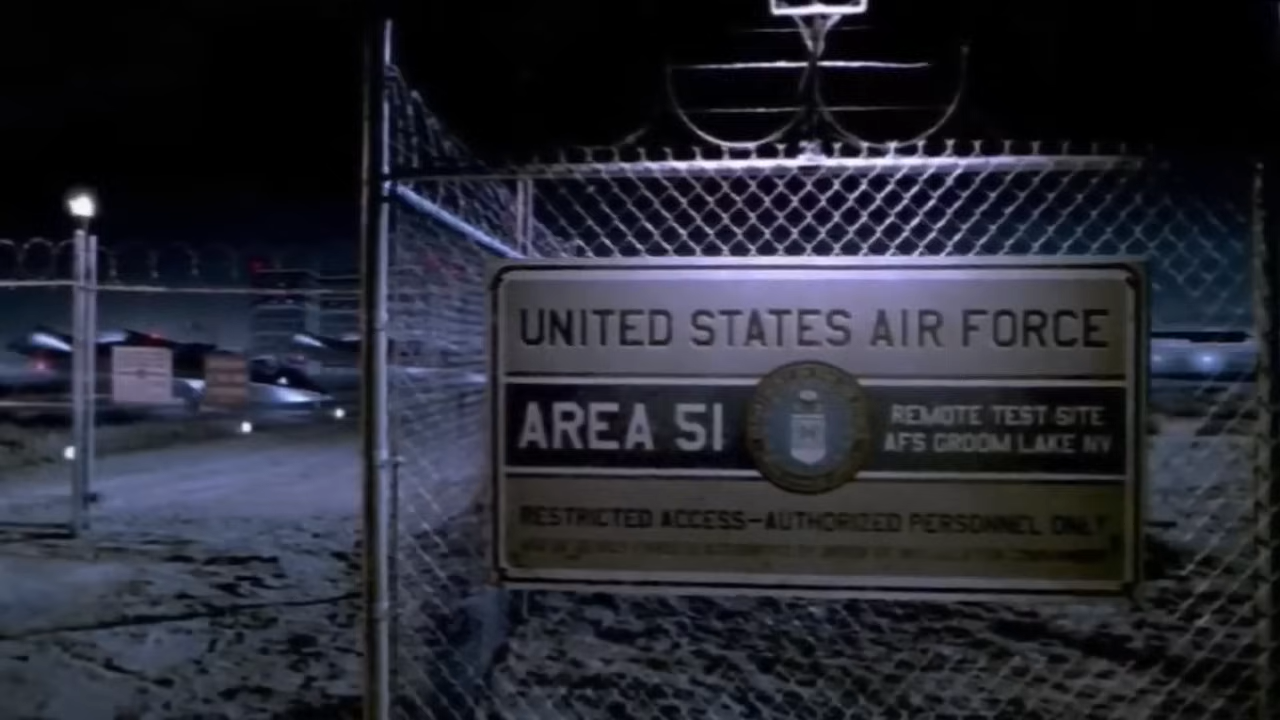 UNITED STATES AIR FORCE
AREA 51
REMOTE TEST SITE
AFS GROOM LAKE NV
RESTRICTED ACCESS-AUTHORIZED PERSONNEL ONLY